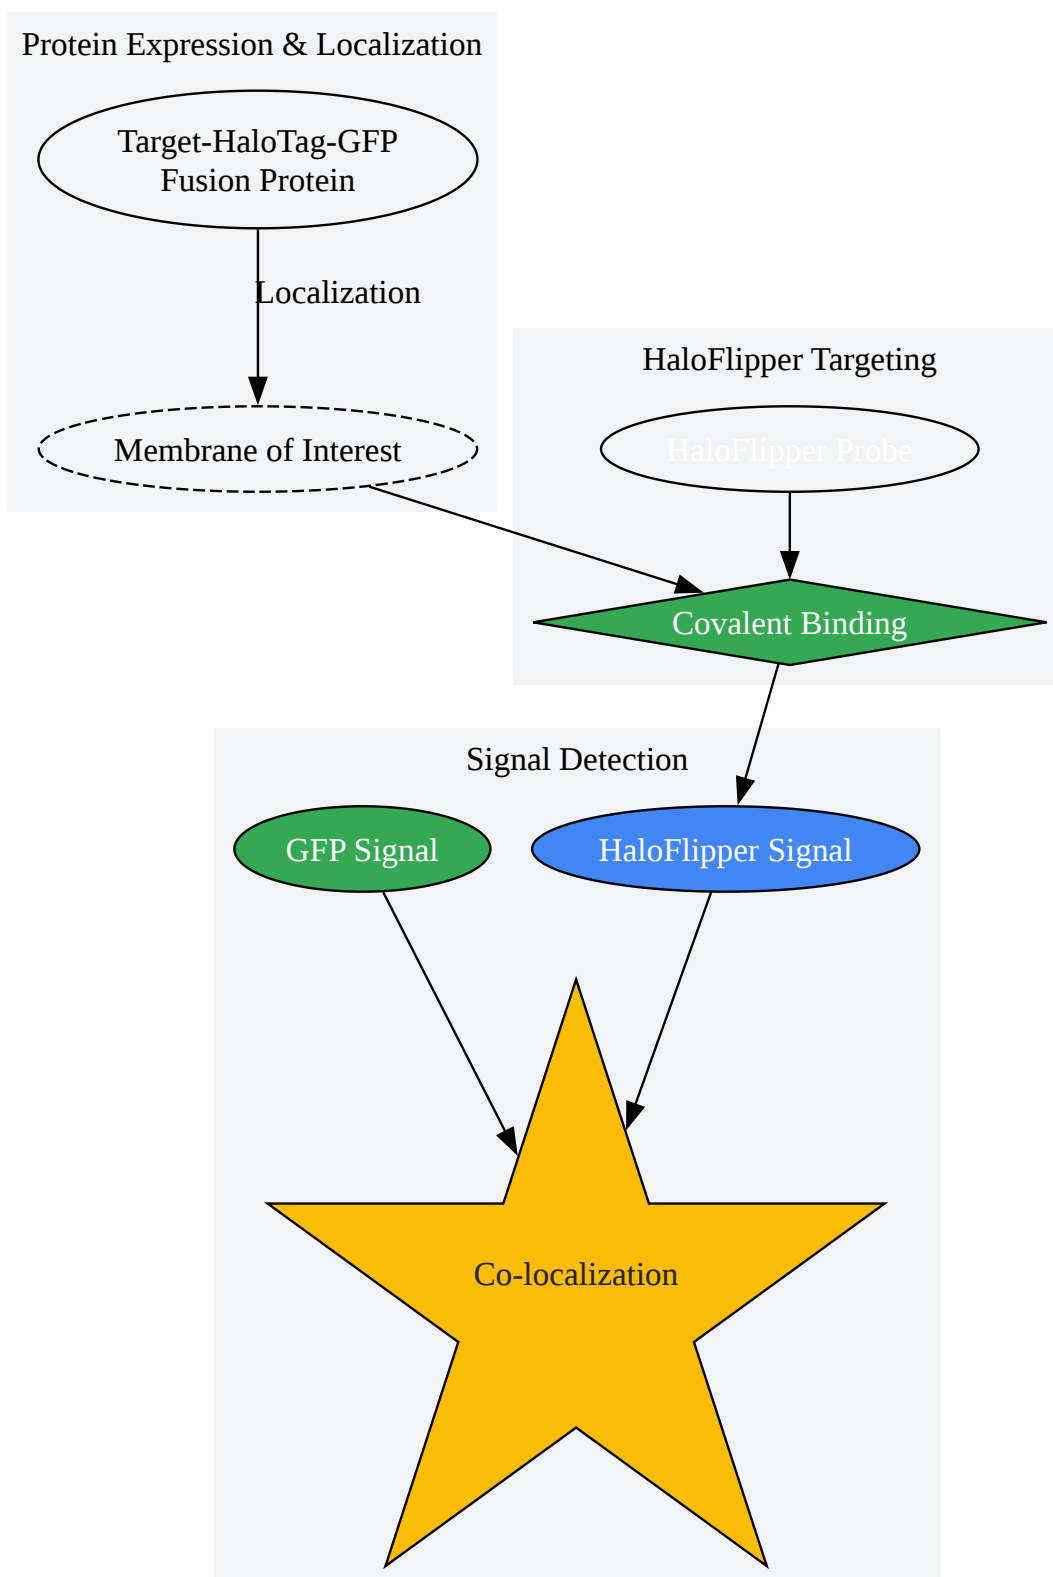 Protein Expression & Localization
Target-HaloTag-GFP
Fusion Protein
Localization
Membrane of Interest
HaloFlipper Targeting
HaloFlipper Probe
Covalent Binding
Signal Detection
GFP Signal
HaloFlipper Signal
Co-localization